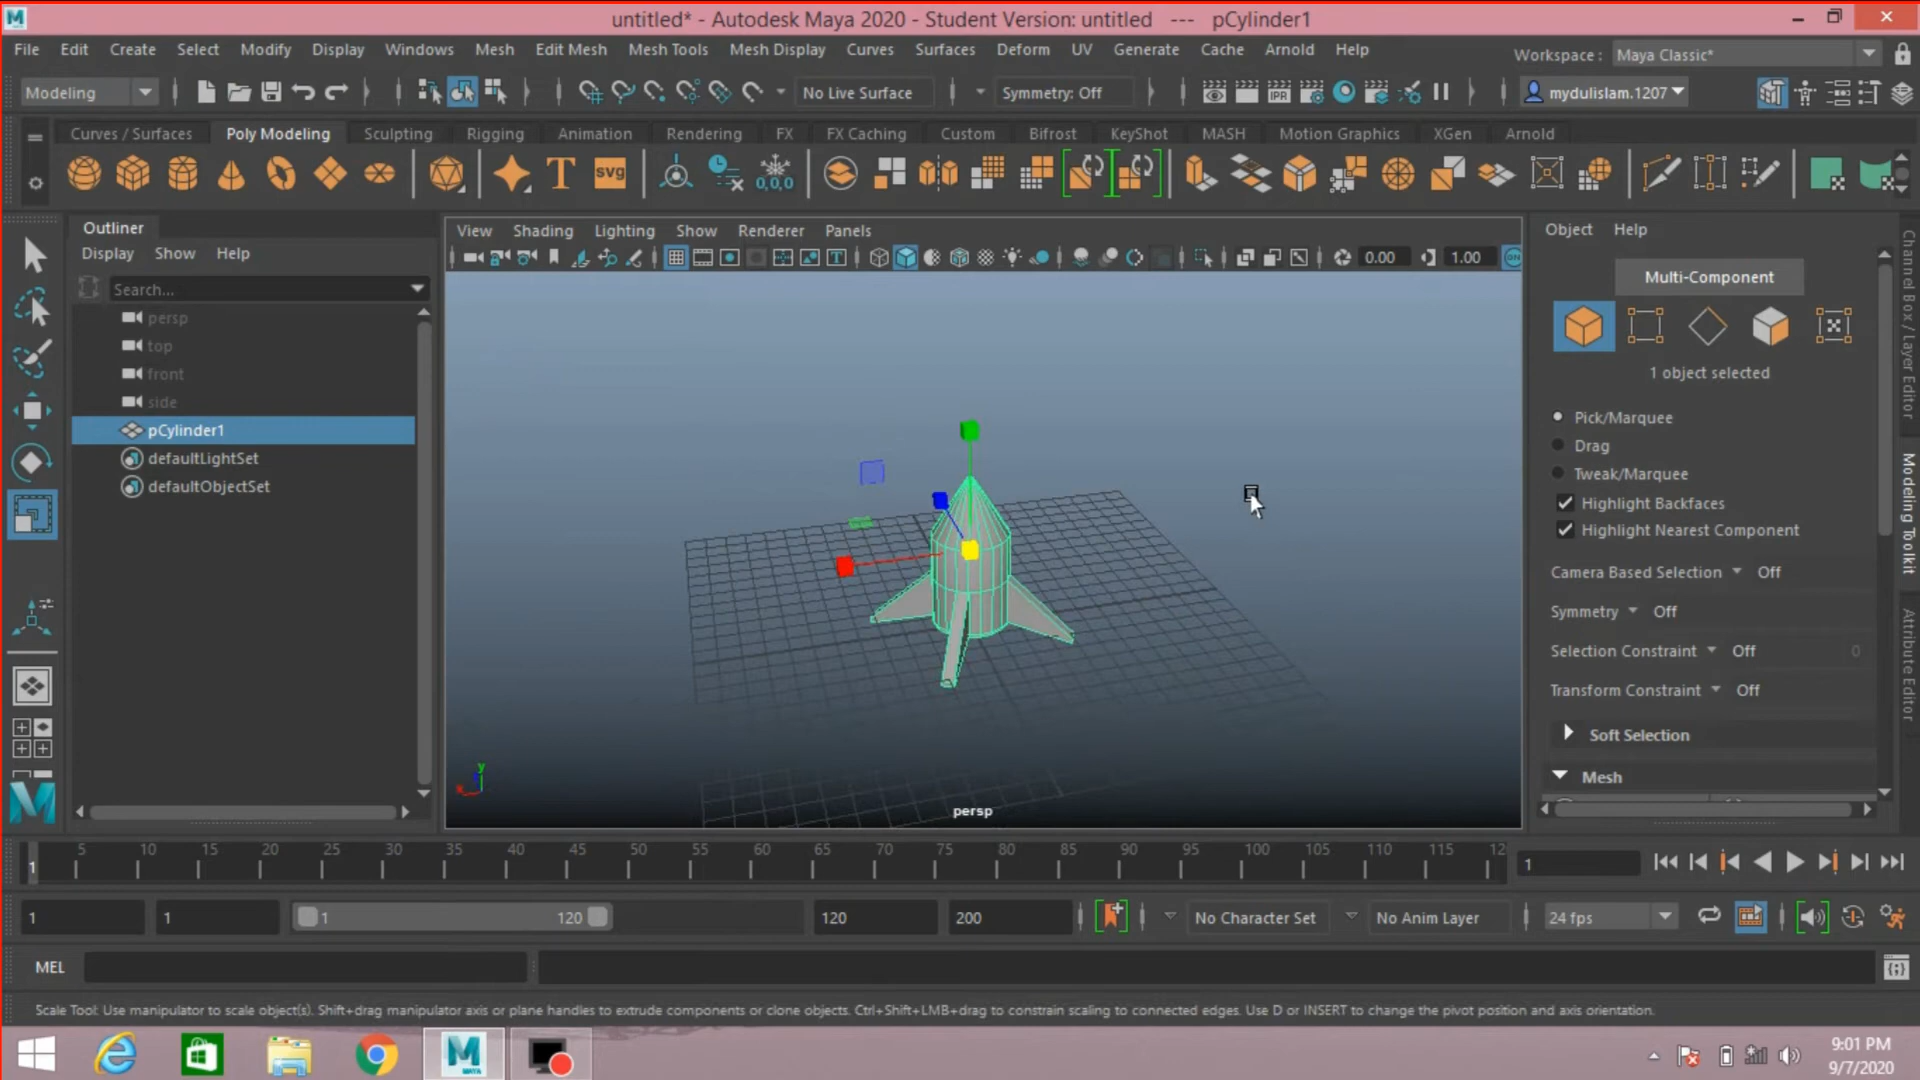 untitled* - Autodesk Maya 2020 - Student Version: untitled --- pCylinder1
File Edit Create Select Modify Display Windows Mesh Edit Mesh Mesh Tools Mesh Display Curves Surfaces Deform UV Generate Cache Arnold Help
Workspace : Maya Classic*
Modeling No Live Surface Symmetry: Off IPR mydulislam.1207
Curves / Surfaces Poly Modeling Sculpting Rigging Animation Rendering FX FX Caching Custom Bifrost KeyShot MASH Motion Graphics XGen Arnold
T SVG 0,0,0
Outliner
Display Show Help
Search...
persp
top
front
side
pCylinder1
defaultLightSet
defaultObjectSet
View Shading Lighting Show Renderer Panels
0.00 1.00 ON
y
x
persp
Object Help
Multi-Component
1 object selected
Pick/Marquee
Drag
Tweak/Marquee
Highlight Backfaces
Highlight Nearest Component
Camera Based Selection Off
Symmetry Off
Selection Constraint Off 0
Transform Constraint Off
Soft Selection
Mesh
Channel Box / Layer Editor
Modeling Toolkit
Attribute Editor
1 5 10 15 20 25 30 35 40 45 50 55 60 65 70 75 80 85 90 95 100 105 110 115 12
1
1 1 1 120 120 200 No Character Set No Anim Layer 24 fps
MEL
Scale Tool: Use manipulator to scale object(s). Shift+drag manipulator axis or plane handles to extrude components or clone objects. Ctrl+Shift+LMB+drag to constrain scaling to connected edges. Use D or INSERT to change the pivot position and axis orientation.
MAYA
9:01 PM
9/7/2020